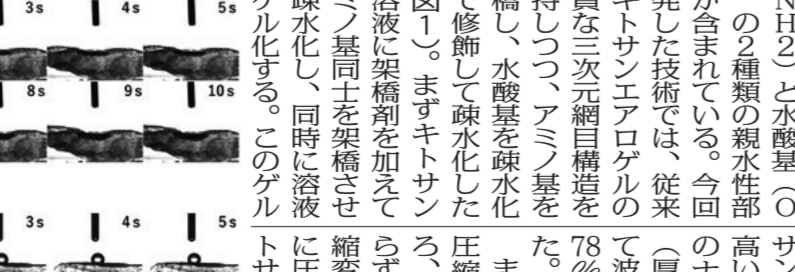 NH2)と水酸基(O
の2種類の親水性部
が含まれている。今回
発した技術では、従来
キトサンエアロゲルの
質な三次元網目構造を
持しつつ、アミノ基を
橋し、水酸基を疎水化
て修飾して疎水化した
図1)。まずキトサン
溶液に架橋剤を加えて
ミノ基同士を架橋させ
疎水化し、同時に溶液
ゲル化する。このゲル
サン
高い
のナ
(厚
て波
78%
た。
ま
圧縮
ろ、
らず
縮変
に圧
トサ
3s 4s 5s
8s 9s 10s
3s 4s 5s